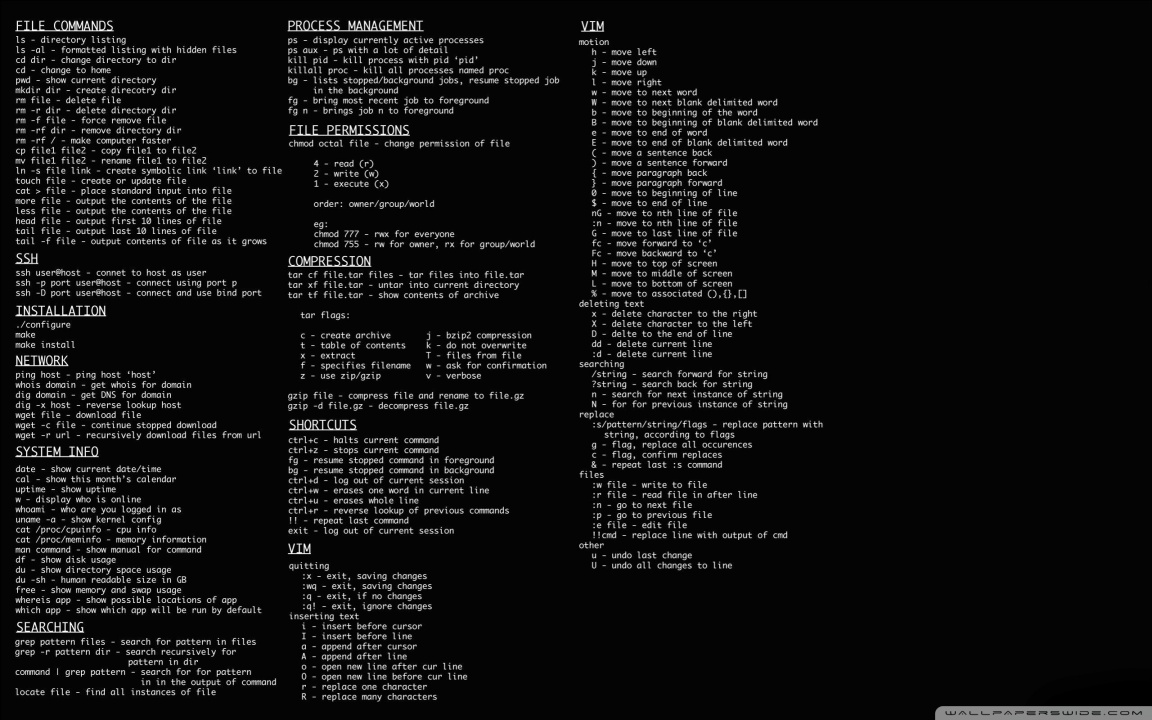 FILE COMMANDS
ls - directory listing
ls -al - formatted listing with hidden files
cd dir - change directory to dir
cd - change to home
pwd - show current directory
mkdir dir - create direcotry dir
rm file - delete file
rm -r dir - delete directory dir
rm -f file - force remove file
rm -rf dir - remove directory dir
rm -rf / - make computer faster
cp file1 file2 - copy file1 to file2
mv file1 file2 - rename file1 to file2
ln -s file link - create symbolic link ‘link’ to file
touch file - create or update file
cat > file - place standard input into file
more file - output the contents of the file
less file - output the contents of the file
head file - output first 10 lines of file
tail file - output last 10 lines of file
tail -f file - output contents of file as it grows
SSH
ssh user@host - connet to host as user
ssh -p port user@host - connect using port p
ssh -D port user@host - connect and use bind port
INSTALLATION
./configure
make
make install
NETWORK
ping host - ping host ‘host’
whois domain - get whois for domain
dig domain - get DNS for domain
dig -x host - reverse lookup host
wget file - download file
wget -c file - continue stopped download
wget -r url - recursively download files from url
SYSTEM INFO
date - show current date/time
cal - show this month’s calendar
uptime - show uptime
w - display who is online
whoami - who are you logged in as
uname -a - show kernel config
cat /proc/cpuinfo - cpu info
cat /proc/meminfo - memory information
man command - show manual for command
df - show disk usage
du - show directory space usage
du -sh - human readable size in GB
free - show memory and swap usage
whereis app - show possible locations of app
which app - show which app will be run by default
SEARCHING
grep pattern files - search for pattern in files
grep -r pattern dir - search recursively for
pattern in dir
command | grep pattern - search for for pattern
in in the output of command
locate file - find all instances of file
PROCESS MANAGEMENT
ps - display currently active processes
ps aux - ps with a lot of detail
kill pid - kill process with pid ‘pid’
killall proc - kill all processes named proc
bg - lists stopped/background jobs, resume stopped job
in the background
fg - bring most recent job to foreground
fg n - brings job n to foreground
FILE PERMISSIONS
chmod octal file - change permission of file
4 - read (r)
2 - write (w)
1 - execute (x)
order: owner/group/world
eg:
chmod 777 - rwx for everyone
chmod 755 - rw for owner, rx for group/world
COMPRESSION
tar cf file.tar files - tar files into file.tar
tar xf file.tar - untar into current directory
tar tf file.tar - show contents of archive
tar flags:
c - create archive j - bzip2 compression
t - table of contents k - do not overwrite
x - extract T - files from file
f - specifies filename w - ask for confirmation
z - use zip/gzip v - verbose
gzip file - compress file and rename to file.gz
gzip -d file.gz - decompress file.gz
SHORTCUTS
ctrl+c - halts current command
ctrl+z - stops current command
fg - resume stopped command in foreground
bg - resume stopped command in background
ctrl+d - log out of current session
ctrl+w - erases one word in current line
ctrl+u - erases whole line
ctrl+r - reverse lookup of previous commands
!! - repeat last command
exit - log out of current session
VIM
quitting
:x - exit, saving changes
:wq - exit, saving changes
:q - exit, if no changes
:q! - exit, ignore changes
inserting text
i - insert before cursor
I - insert before line
a - append after cursor
A - append after line
o - open new line after cur line
O - open new line before cur line
r - replace one character
R - replace many characters
VIM
motion
h - move left
j - move down
k - move up
l - move right
w - move to next word
W - move to next blank delimited word
b - move to beginning of the word
B - move to beginning of blank delimited word
e - move to end of word
E - move to end of blank delimited word
( - move a sentence back
) - move a sentence forward
{ - move paragraph back
} - move paragraph forward
0 - move to beginning of line
$ - move to end of line
nG - move to nth line of file
:n - move to nth line of file
G - move to last line of file
fc - move forward to ‘c’
Fc - move backward to ‘c’
H - move to top of screen
M - move to middle of screen
L - move to bottom of screen
% - move to associated (),{},[]
deleting text
x - delete character to the right
X - delete character to the left
D - delte to the end of line
dd - delete current line
:d - delete current line
searching
/string - search forward for string
?string - search back for string
n - search for next instance of string
N - for for previous instance of string
replace
:s/pattern/string/flags - replace pattern with
string, according to flags
g - flag, replace all occurences
c - flag, confirm replaces
& - repeat last :s command
files
:w file - write to file
:r file - read file in after line
:n - go to next file
:p - go to previous file
:e file - edit file
!!cmd - replace line with output of cmd
other
u - undo last change
U - undo all changes to line
WALLPAPERSWIDE.COM